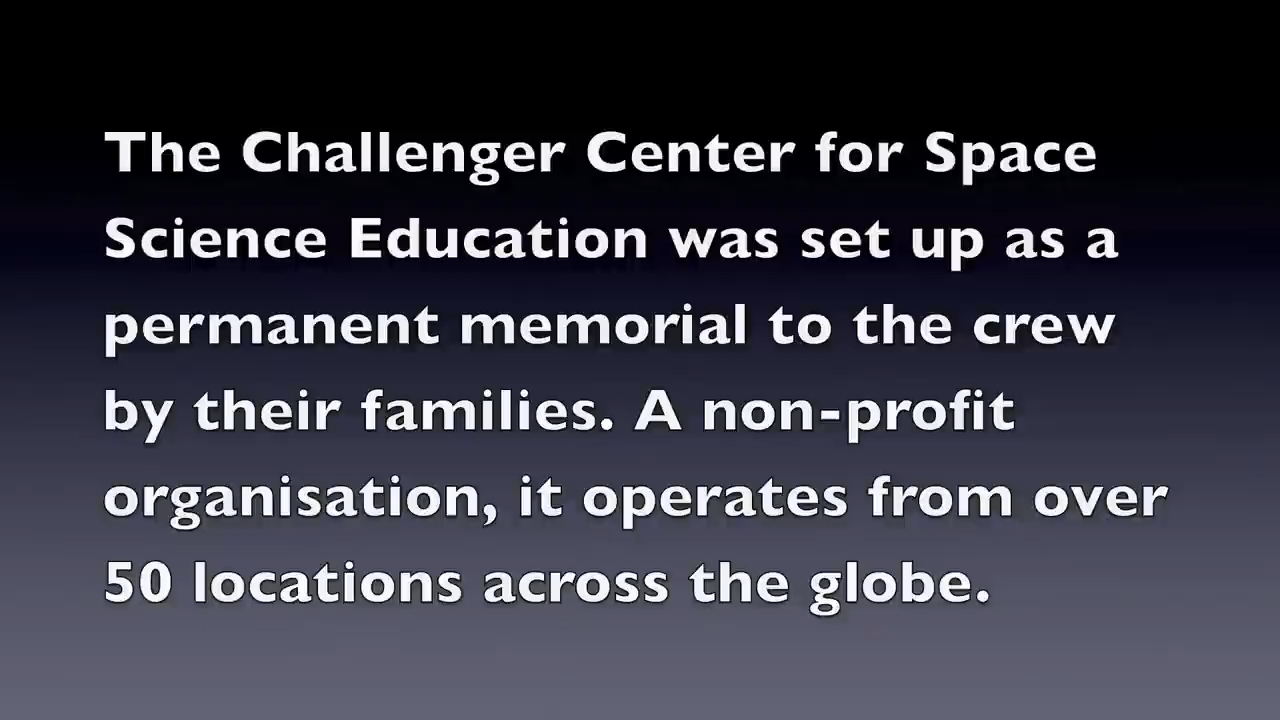 The Challenger Center for Space
Science Education was set up as a
permanent memorial to the crew
by their families. A non-profit
organisation, it operates from over
50 locations across the globe.